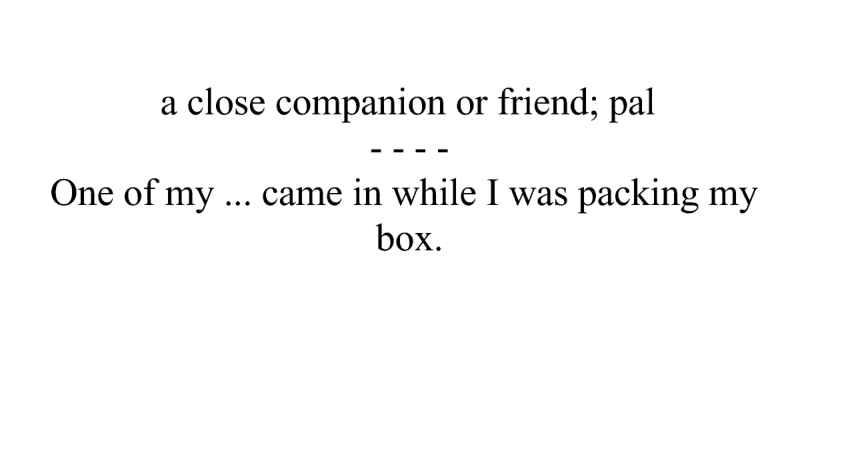 a close companion or friend; pal
- - - -
One of my ... came in while I was packing my
box.